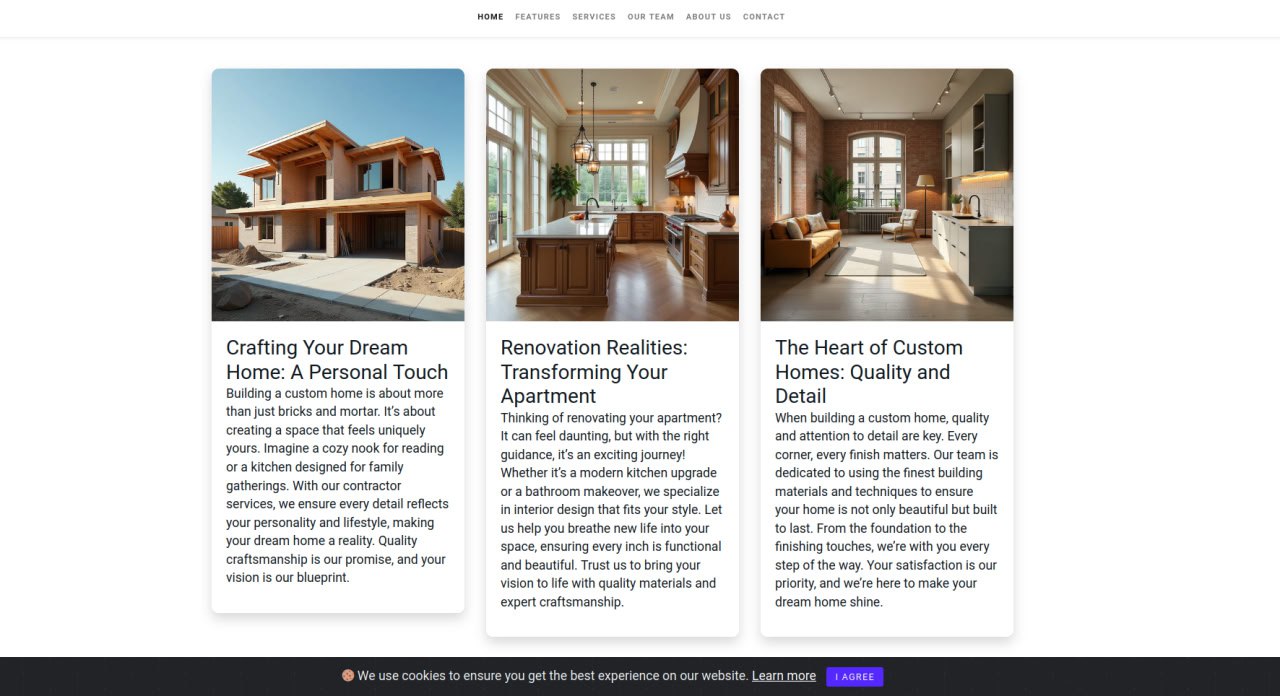 HOME FEATURES SERVICES OUR TEAM ABOUT US CONTACT
Crafting Your Dream
Home: A Personal Touch
Building a custom home is about more
than just bricks and mortar. It’s about
creating a space that feels uniquely
yours. Imagine a cozy nook for reading
or a kitchen designed for family
gatherings. With our contractor
services, we ensure every detail reflects
your personality and lifestyle, making
your dream home a reality. Quality
craftsmanship is our promise, and your
vision is our blueprint.
Renovation Realities:
Transforming Your
Apartment
Thinking of renovating your apartment?
It can feel daunting, but with the right
guidance, it’s an exciting journey!
Whether it’s a modern kitchen upgrade
or a bathroom makeover, we specialize
in interior design that fits your style. Let
us help you breathe new life into your
space, ensuring every inch is functional
and beautiful. Trust us to bring your
vision to life with quality materials and
expert craftsmanship.
The Heart of Custom
Homes: Quality and
Detail
When building a custom home, quality
and attention to detail are key. Every
corner, every finish matters. Our team is
dedicated to using the finest building
materials and techniques to ensure
your home is not only beautiful but built
to last. From the foundation to the
finishing touches, we’re with you every
step of the way. Your satisfaction is our
priority, and we’re here to make your
dream home shine.
We use cookies to ensure you get the best experience on our website. Learn more I AGREE